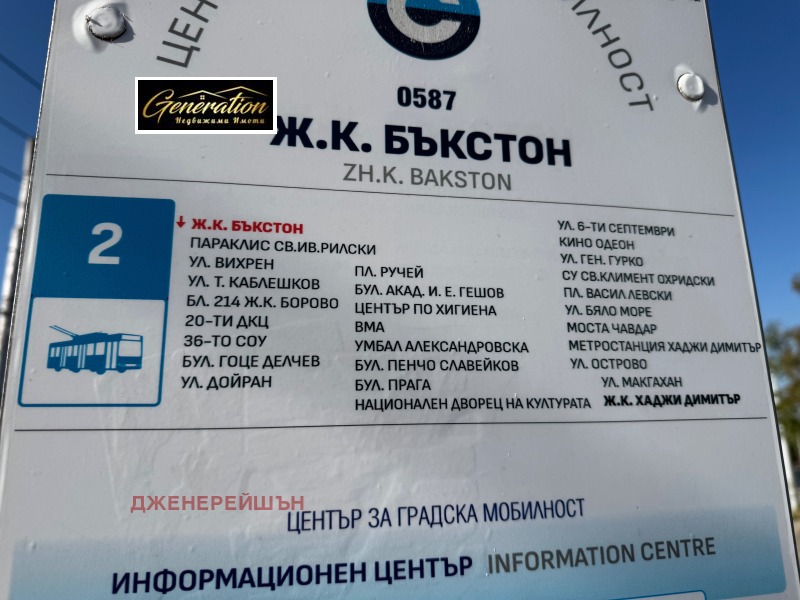 ЦЕН
ЛНОСТ
Generation
Недвижими Имоти
0587
Ж.К. БЪКСТОН
ZH.K. BAKSTON
2
↓ Ж.К. БЪКСТОН
ПАРАКЛИС СВ.ИВ.РИЛСКИ
УЛ. ВИХРЕН
УЛ. Т. КАБЛЕШКОВ
БЛ. 214 Ж.К. БОРОВО
20-ТИ ДКЦ
36-ТО СОУ
БУЛ. ГОЦЕ ДЕЛЧЕВ
УЛ. ДОЙРАН
ПЛ. РУЧЕЙ
БУЛ. АКАД. И. Е. ГЕШОВ
ЦЕНТЪР ПО ХИГИЕНА
ВМА
УМБАЛ АЛЕКСАНДРОВСКА
БУЛ. ПЕНЧО СЛАВЕЙКОВ
БУЛ. ПРАГА
НАЦИОНАЛЕН ДВОРЕЦ НА КУЛТУРАТА
УЛ. 6-ТИ СЕПТЕМВРИ
КИНО ОДЕОН
УЛ. ГЕН. ГУРКО
СУ СВ.КЛИМЕНТ ОХРИДСКИ
ПЛ. ВАСИЛ ЛЕВСКИ
УЛ. БЯЛО МОРЕ
МОСТА ЧАВДАР
МЕТРОСТАНЦИЯ ХАДЖИ ДИМИТЪР
УЛ. ОСТРОВО
УЛ. МАКГАХАН
Ж.К. ХАДЖИ ДИМИТЪР
ДЖЕНЕРЕЙШЪН
ЦЕНТЪР ЗА ГРАДСКА МОБИЛНОСТ
ИНФОРМАЦИОНЕН ЦЕНТЪР INFORMATION CENTRE